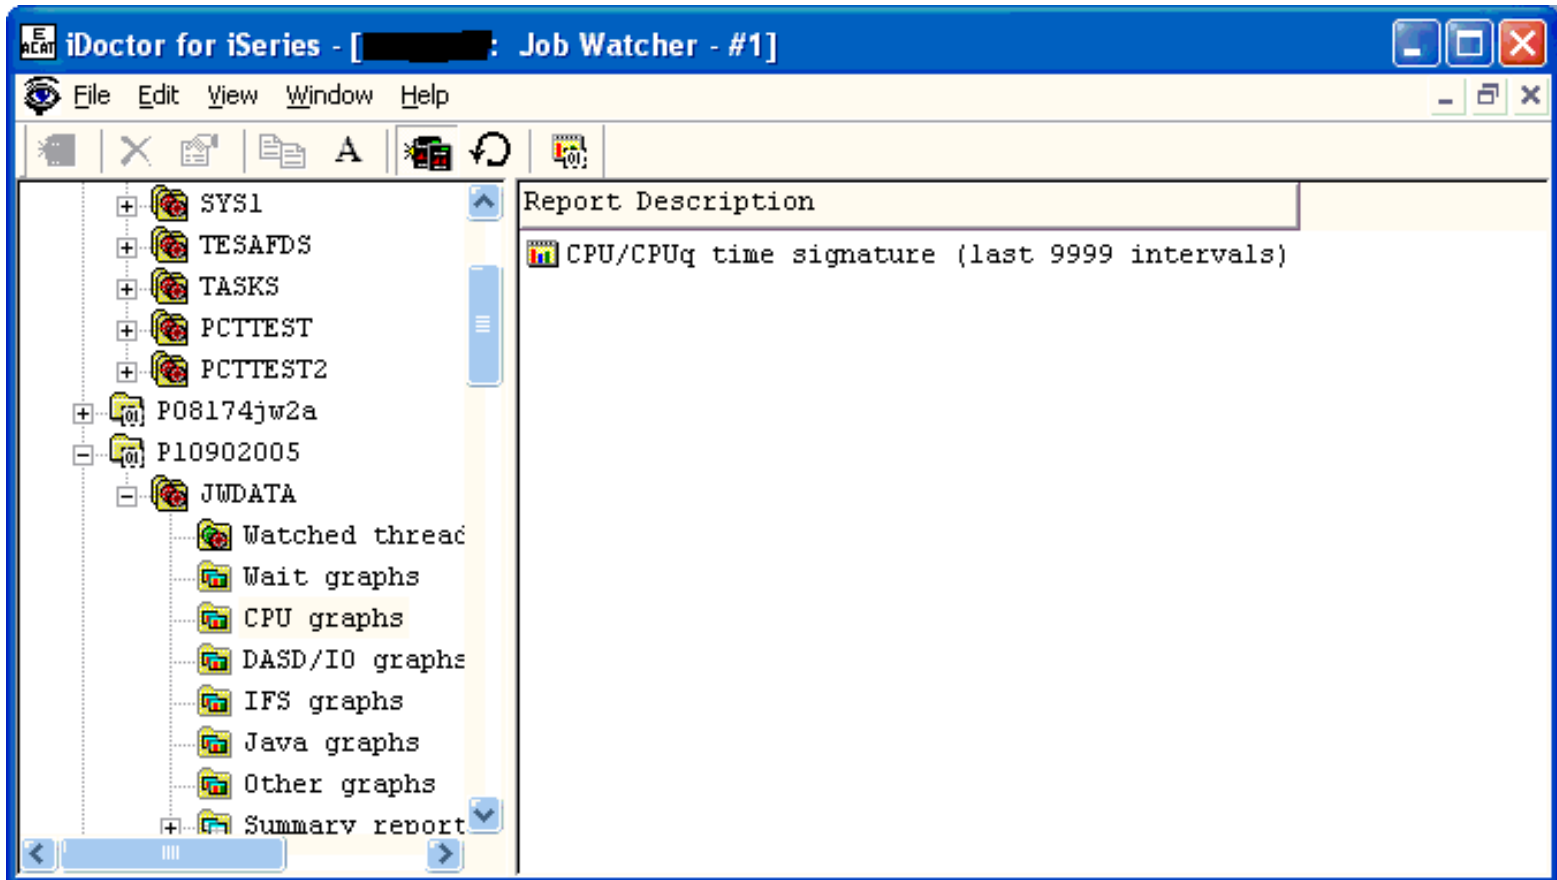 iDoctor for iSeries - [ : Job Watcher - #1]
File Edit View Window Help
A
SYS1
TESAFDS
TASKS
PCTTEST
PCTTEST2
P08174jw2a
P10902005
JWDATA
Watched thread
Wait graphs
CPU graphs
DASD/IO graphs
IFS graphs
Java graphs
Other graphs
Summary report
Report Description
CPU/CPUq time signature (last 9999 intervals)